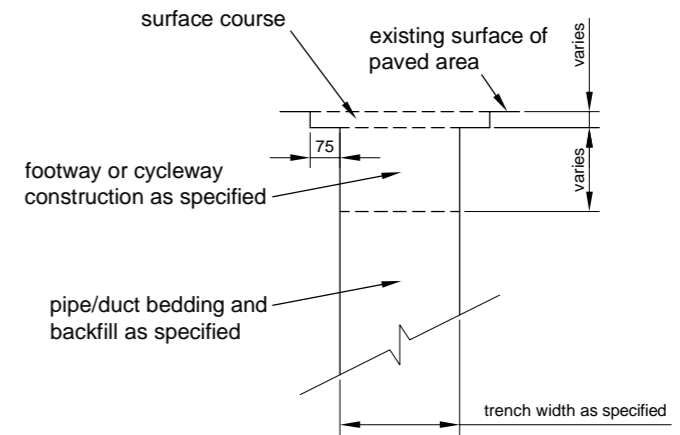 surface course
existing surface of
paved area
varies
75
varies
footway or cycleway
construction as specified
pipe/duct bedding and
backfill as specified
trench width as specified